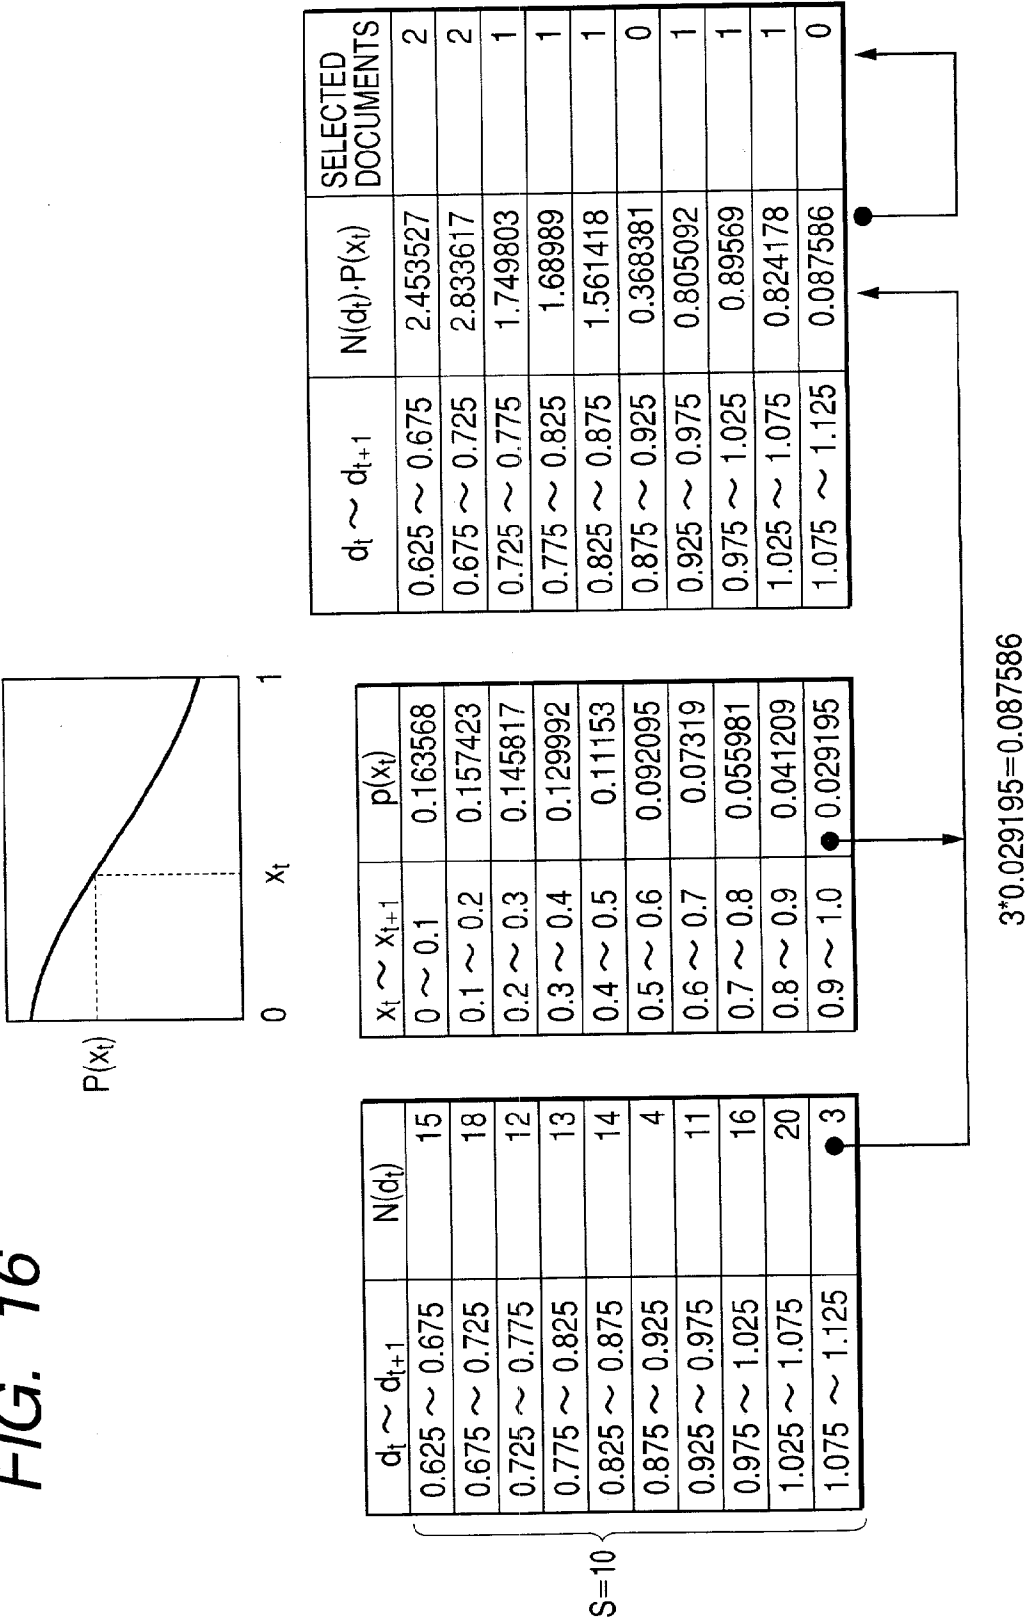 FIG. 16
P(xt)
0
xt
1
S=10
dt ~ dt+1 N(dt)
0.625 ~ 0.675 15
0.675 ~ 0.725 18
0.725 ~ 0.775 12
0.775 ~ 0.825 13
0.825 ~ 0.875 14
0.875 ~ 0.925 4
0.925 ~ 0.975 11
0.975 ~ 1.025 16
1.025 ~ 1.075 20
1.075 ~ 1.125 3
xt ~ xt+1 p(xt)
0 ~ 0.1 0.163568
0.1 ~ 0.2 0.157423
0.2 ~ 0.3 0.145817
0.3 ~ 0.4 0.129992
0.4 ~ 0.5 0.11153
0.5 ~ 0.6 0.092095
0.6 ~ 0.7 0.07319
0.7 ~ 0.8 0.055981
0.8 ~ 0.9 0.041209
0.9 ~ 1.0 0.029195
dt ~ dt+1 N(dt)·P(xt) SELECTED
DOCUMENTS
0.625 ~ 0.675 2.453527 2
0.675 ~ 0.725 2.833617 2
0.725 ~ 0.775 1.749803 1
0.775 ~ 0.825 1.68989 1
0.825 ~ 0.875 1.561418 1
0.875 ~ 0.925 0.368381 0
0.925 ~ 0.975 0.805092 1
0.975 ~ 1.025 0.89569 1
1.025 ~ 1.075 0.824178 1
1.075 ~ 1.125 0.087586 0
3*0.029195=0.087586